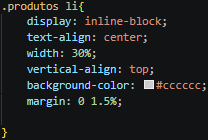 .produtos li{
display: inline-block;
text-align: center;
width: 30%;
vertical-align: top;
background-color: #cccccc;
margin: 0 1.5%;
}